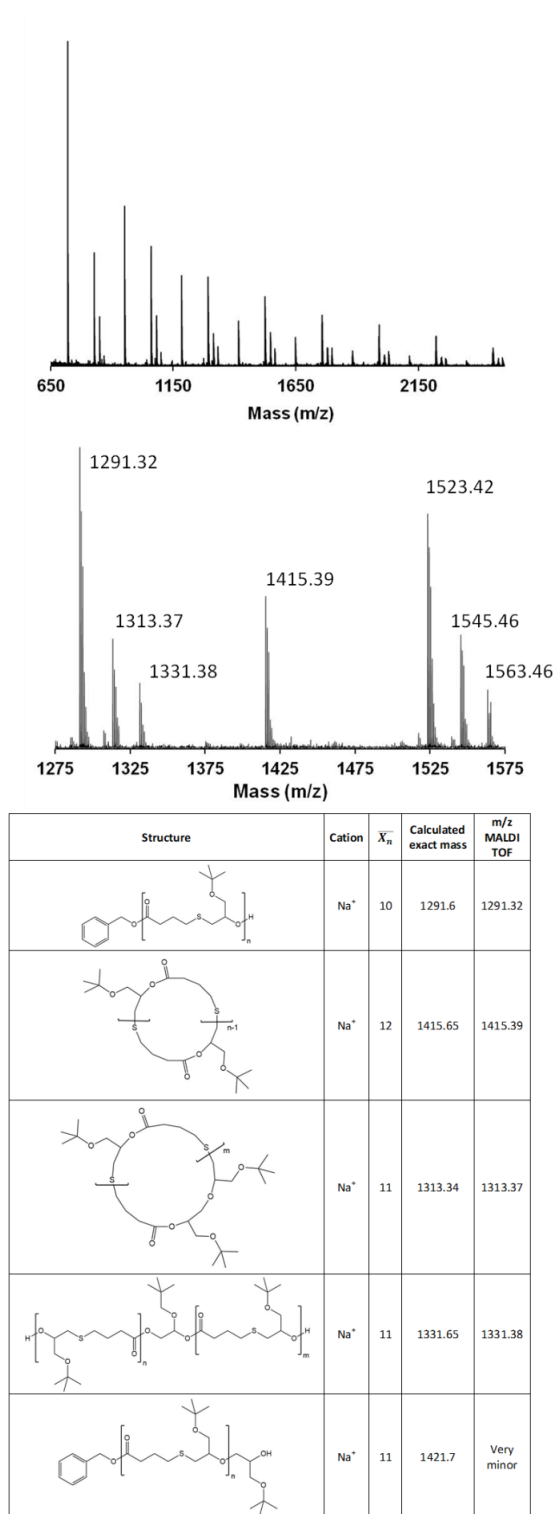 650 1150 1650 2150
Mass (m/z)
1291.32
1523.42
1415.39
1313.37
1545.46
1331.38
1563.46
1275 1325 1375 1425 1475 1525 1575
Mass (m/z)
Structure Cation Xn Calculated exact mass m/z MALDI TOF
O O S O O H n
Na+ 10 1291.6 1291.32
O O O S n-1 S O O O
Na+ 12 1415.65 1415.39
O O O S m O S O O O O
Na+ 11 1313.34 1313.37
H O S O O n O O O O S O H m
Na+ 11 1331.65 1331.38
O O S O O n OH O
Na+ 11 1421.7 Very minor